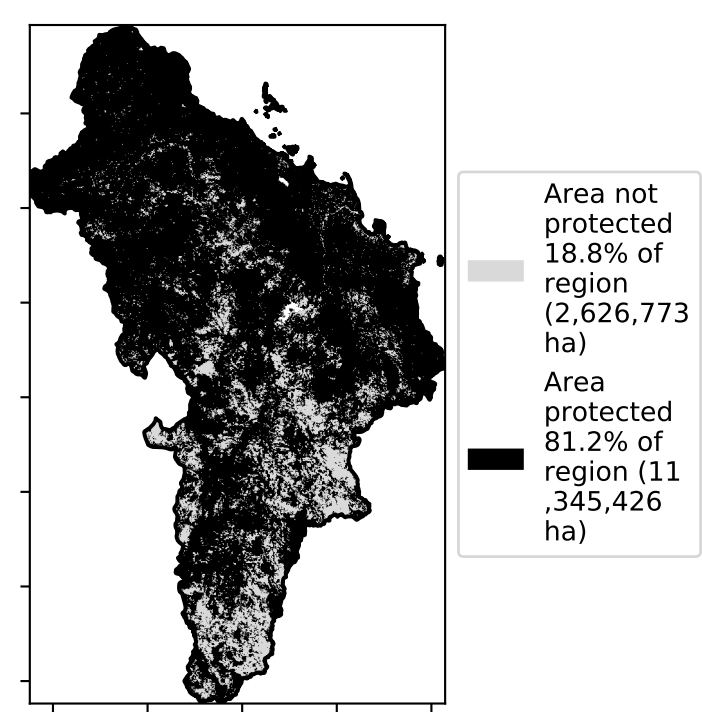 Area not
protected
18.8% of
region
(2,626,773
ha)
Area
protected
81.2% of
region (11
,345,426
ha)